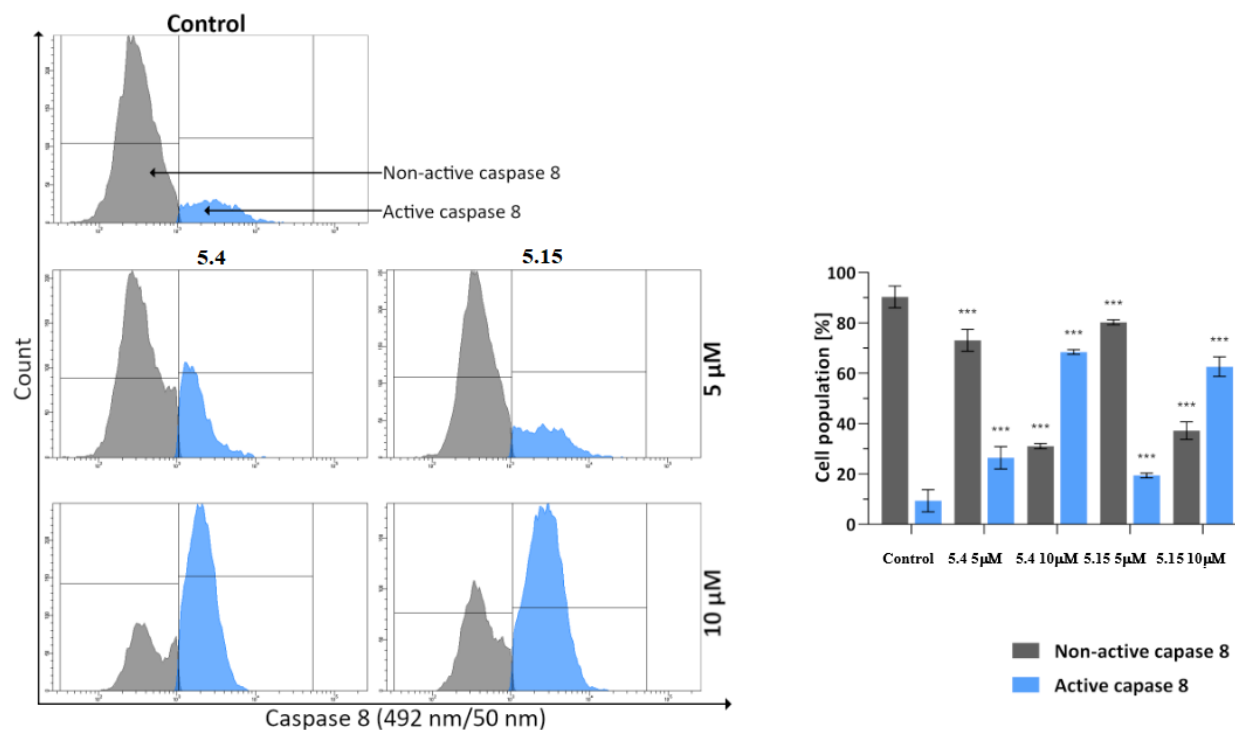 Control
Non-active caspase 8
Active caspase 8
5.4
5.15
Count
5 μM
10 μM
Caspase 8 (492 nm/50 nm)
Cell population [%]
100
80
60
40
20
0
***
***
***
***
***
***
***
***
Control
5.4 5μM
5.4 10μM
5.15 5μM
5.15 10μM
Non-active capase 8
Active capase 8